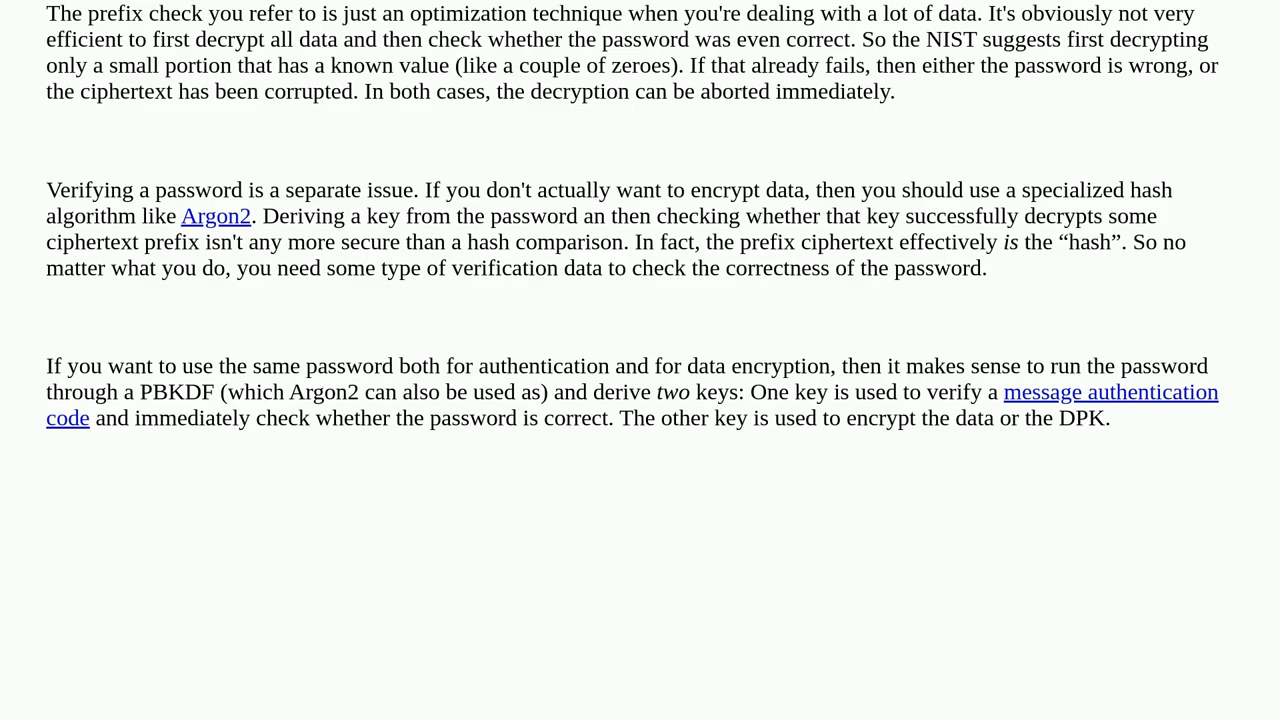 The prefix check you refer to is just an optimization technique when you're dealing with a lot of data. It's obviously not very
efficient to first decrypt all data and then check whether the password was even correct. So the NIST suggests first decrypting
only a small portion that has a known value (like a couple of zeroes). If that already fails, then either the password is wrong, or
the ciphertext has been corrupted. In both cases, the decryption can be aborted immediately.
Verifying a password is a separate issue. If you don't actually want to encrypt data, then you should use a specialized hash
algorithm like Argon2. Deriving a key from the password an then checking whether that key successfully decrypts some
ciphertext prefix isn't any more secure than a hash comparison. In fact, the prefix ciphertext effectively is the “hash”. So no
matter what you do, you need some type of verification data to check the correctness of the password.
If you want to use the same password both for authentication and for data encryption, then it makes sense to run the password
through a PBKDF (which Argon2 can also be used as) and derive two keys: One key is used to verify a message authentication
code and immediately check whether the password is correct. The other key is used to encrypt the data or the DPK.